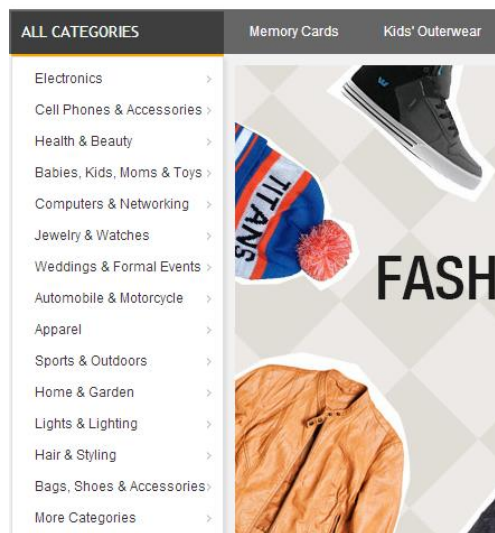 ALL CATEGORIES
Memory Cards
Kids' Outerwear
Electronics
Cell Phones & Accessories
Health & Beauty
Babies, Kids, Moms & Toys
Computers & Networking
Jewelry & Watches
Weddings & Formal Events
Automobile & Motorcycle
Apparel
Sports & Outdoors
Home & Garden
Lights & Lighting
Hair & Styling
Bags, Shoes & Accessories
More Categories
TITANS
FASH